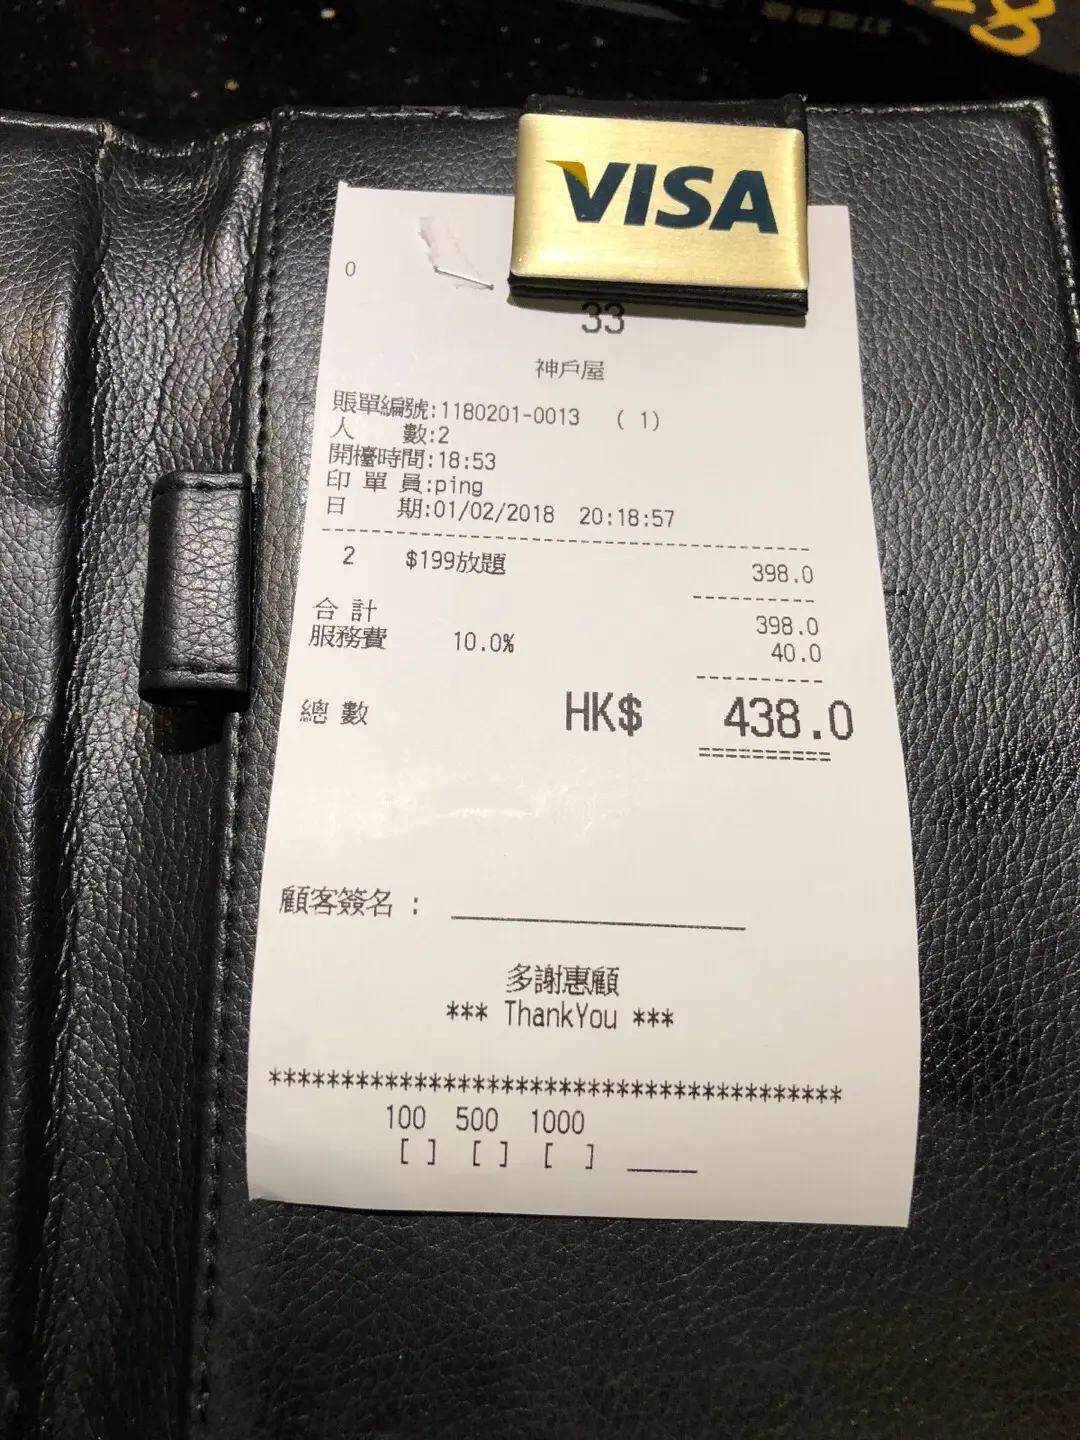 VISA
0
33
神戶屋
賬單編號:1180201-0013 ( 1)
人 數:2
開檯時間:18:53
印 單 員:ping
日 期:01/02/2018 20:18:57
--------------------------------------------
2 $199放題 398.0
-----------
合 計 398.0
服務費 10.0% 40.0
-----------
總 數 HK$ 438.0
==========
顧客簽名 : ____________________
多謝惠顧
*** ThankYou ***
****************************************
100 500 1000
[ ] [ ] [ ] _____